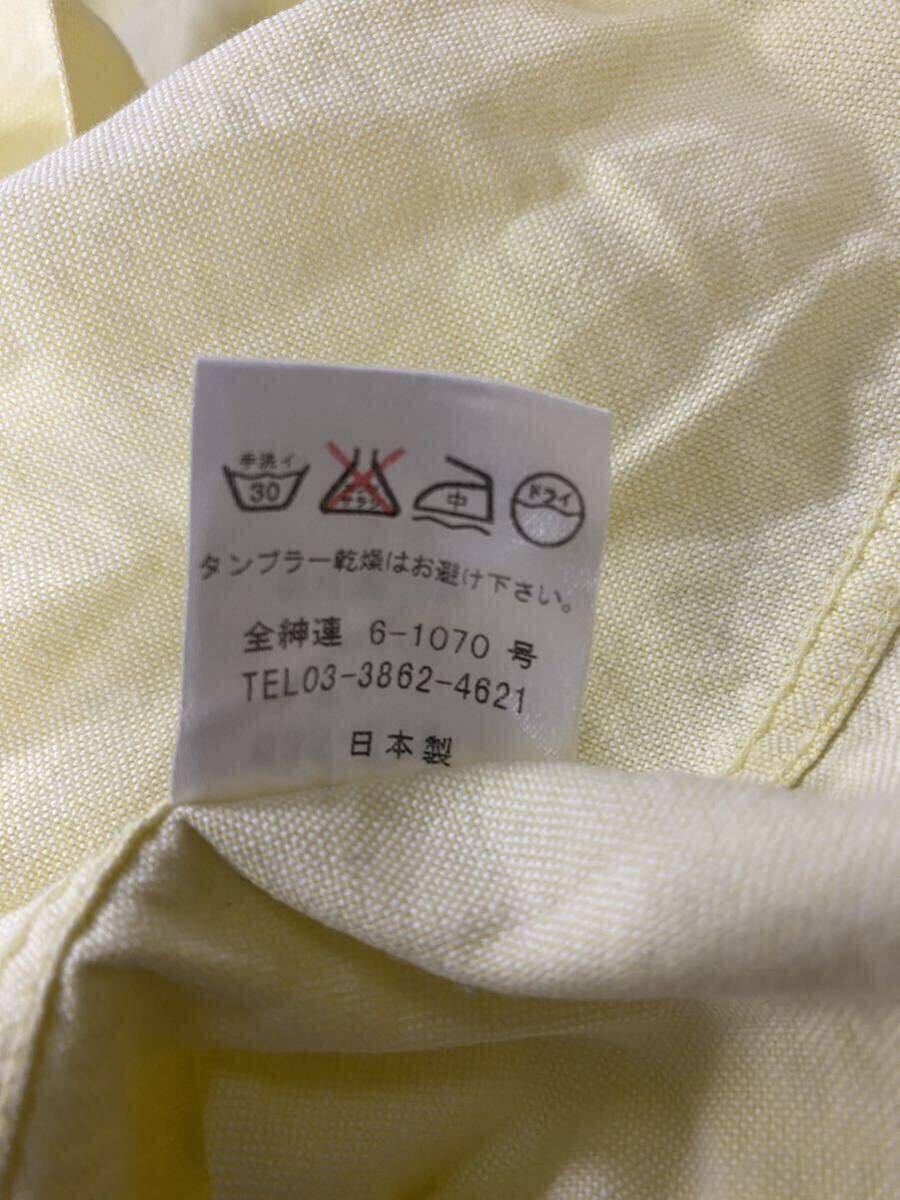 手洗イ
30
エンソ
サラシ
中
ドライ
タンブラー乾燥はお避け下さい。
全紳連 6-1070 号
TEL03-3862-4621
日本製